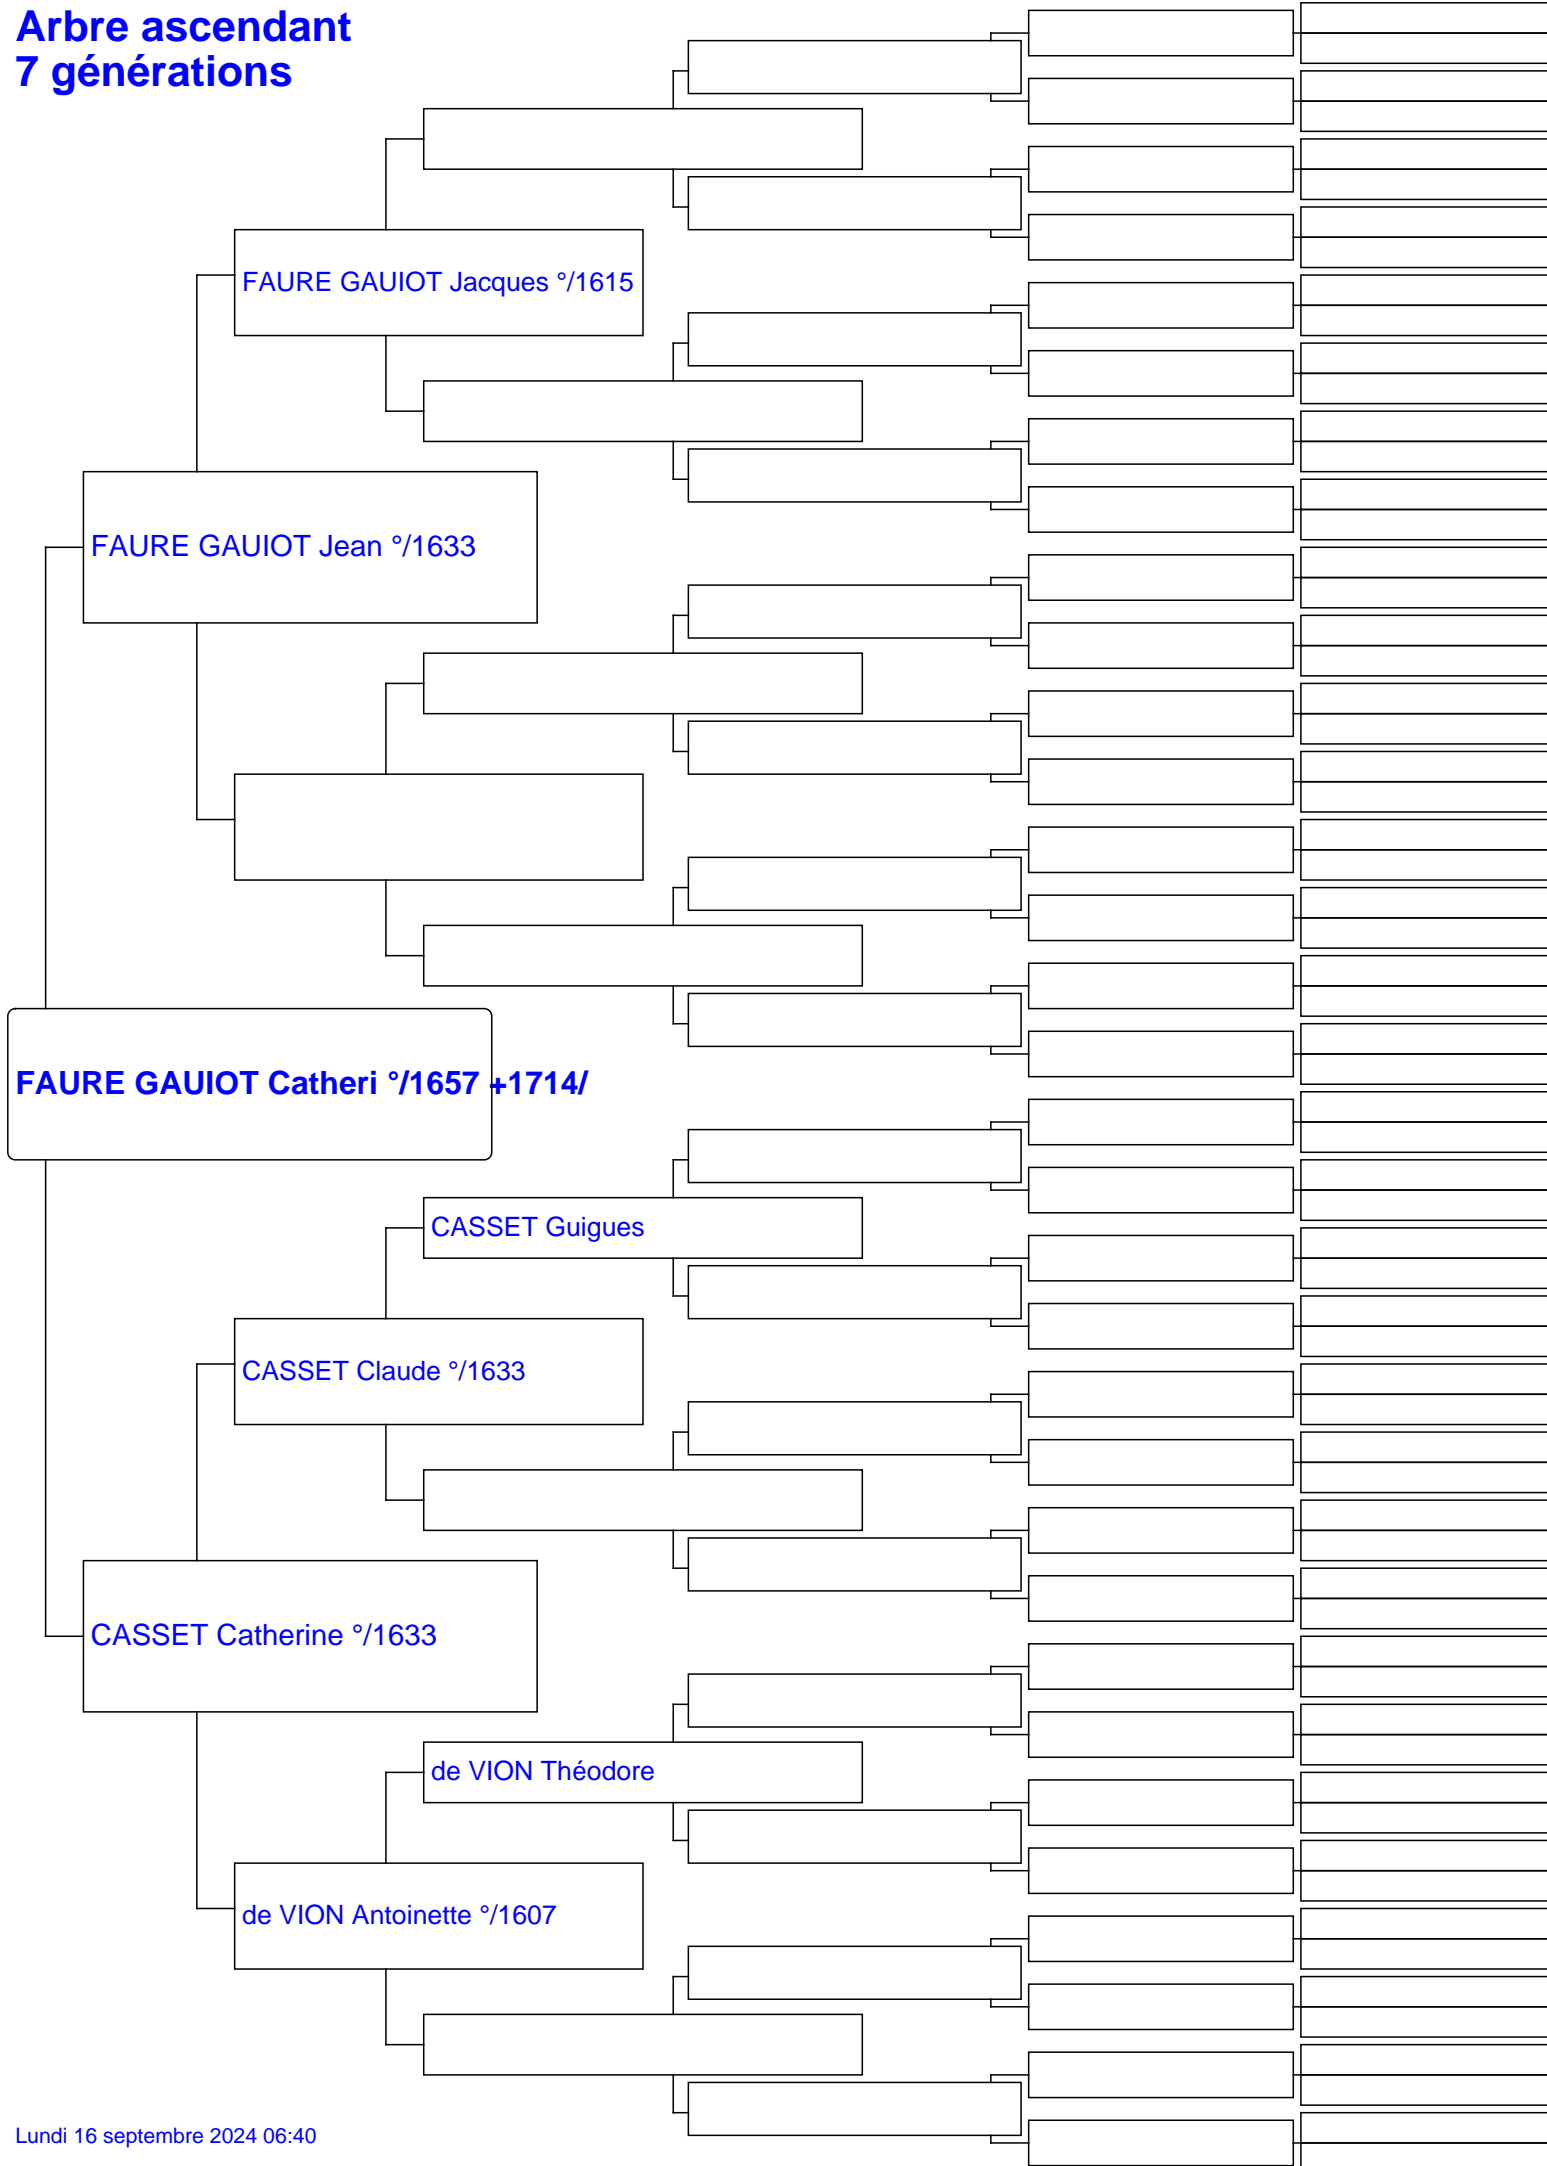 Arbre ascendant
7 générations
FAURE GAUIOT Jacques °/1615
FAURE GAUIOT Jean °/1633
FAURE GAUIOT Catheri °/1657 +1714/
CASSET Guigues
CASSET Claude °/1633
CASSET Catherine °/1633
de VION Théodore
de VION Antoinette °/1607
Lundi 16 septembre 2024 06:40